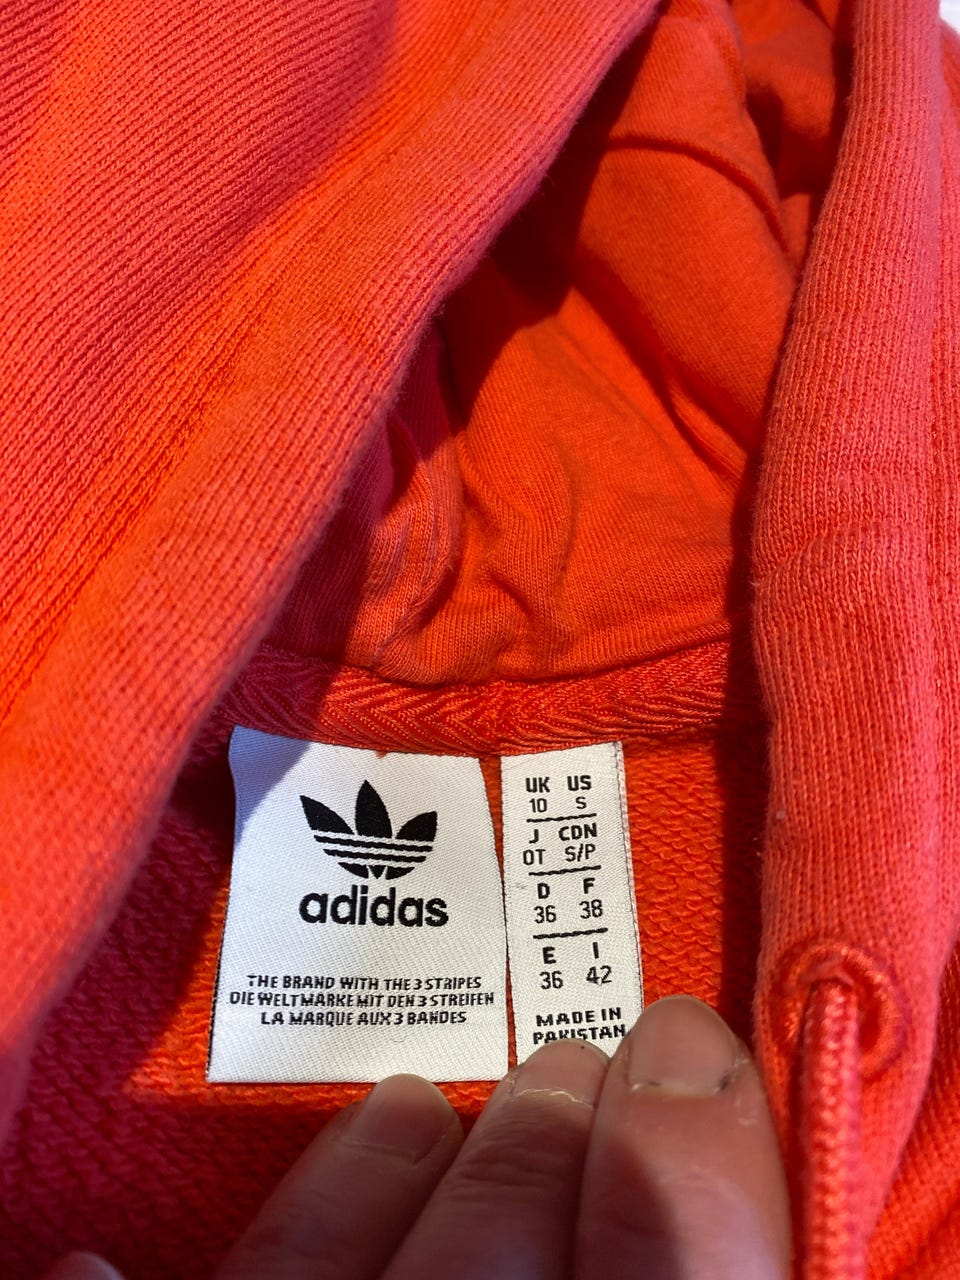 adidas
THE BRAND WITH THE 3 STRIPES
DIE WELTMARKE MIT DEN 3 STREIFEN
LA MARQUE AUX 3 BANDES
UK US
10 S
J CDN
OT S/P
D F
36 38
E I
36 42
MADE IN
PAKISTAN